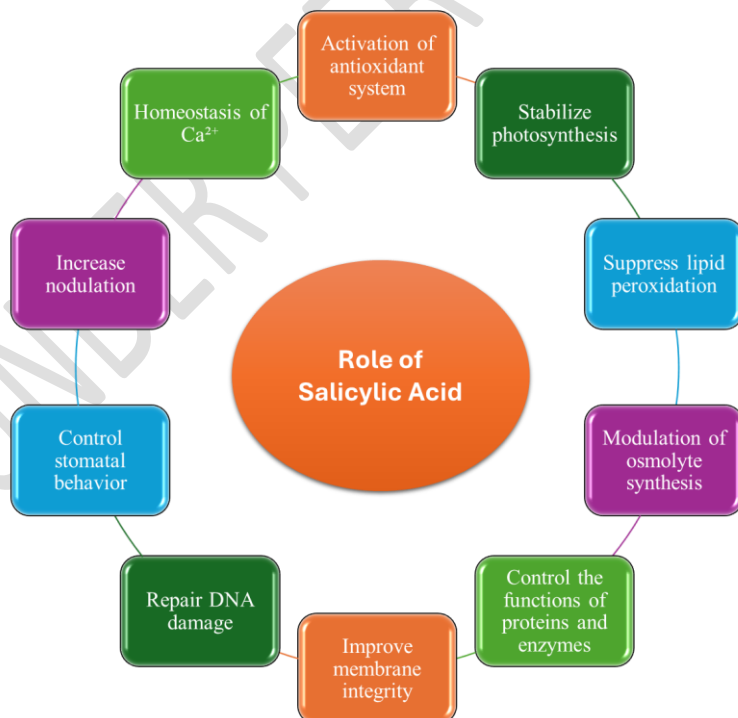 Activation of
antioxidant
system
Stabilize
photosynthesis
Suppress lipid
peroxidation
Modulation of
osmolyte
synthesis
Control the
functions of
proteins and
enzymes
Improve
membrane
integrity
Repair DNA
damage
Control
stomatal
behavior
Increase
nodulation
Homeostasis of
Ca²⁺
Role of
Salicylic Acid
UNDER PE